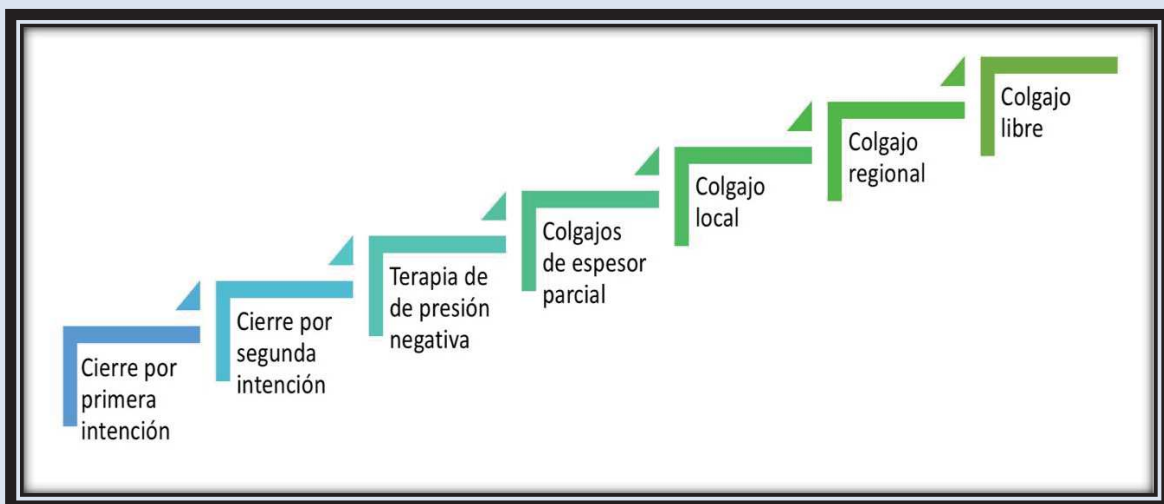 Cierre por
primera
intención
Cierre por
segunda
intención
Terapia de
de presión
negativa
Colgajos
de espesor
parcial
Colgajo
local
Colgajo
regional
Colgajo
libre